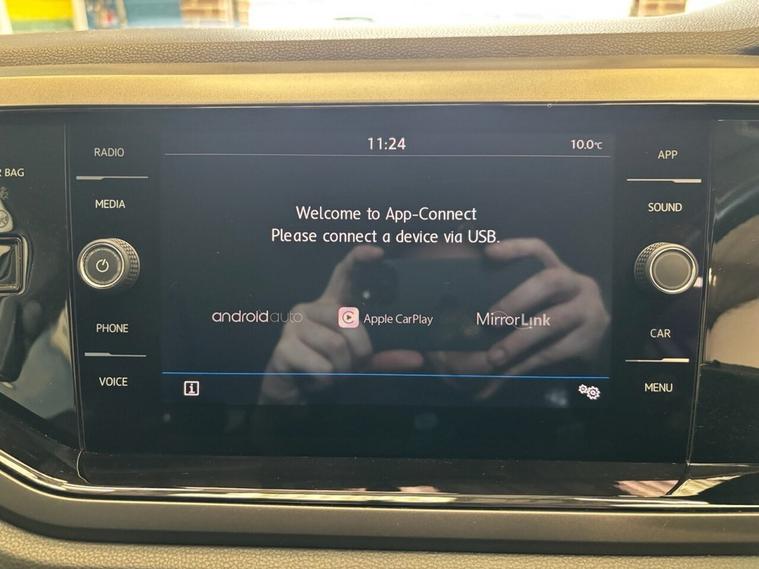 11:24
10.0°C
RADIO
MEDIA
PHONE
VOICE
Welcome to App-Connect
Please connect a device via USB.
androidauto
Apple CarPlay
MirrorLink
i
APP
SOUND
CAR
MENU
BAG